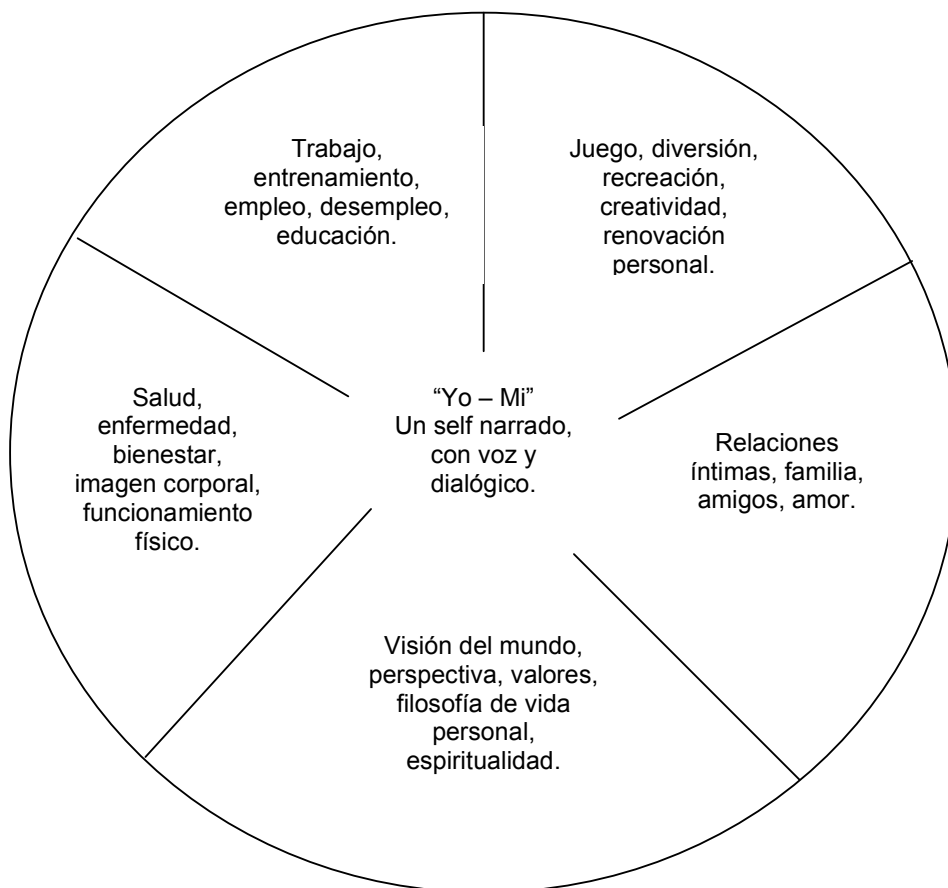 Trabajo,
entrenamiento,
empleo, desempleo,
educación.
Juego, diversión,
recreación,
creatividad,
renovación
personal.
Salud,
enfermedad,
bienestar,
imagen corporal,
funcionamiento
físico.
“Yo – Mi”
Un self narrado,
con voz y
dialógico.
Relaciones
íntimas, familia,
amigos, amor.
Visión del mundo,
perspectiva, valores,
filosofía de vida
personal,
espiritualidad.